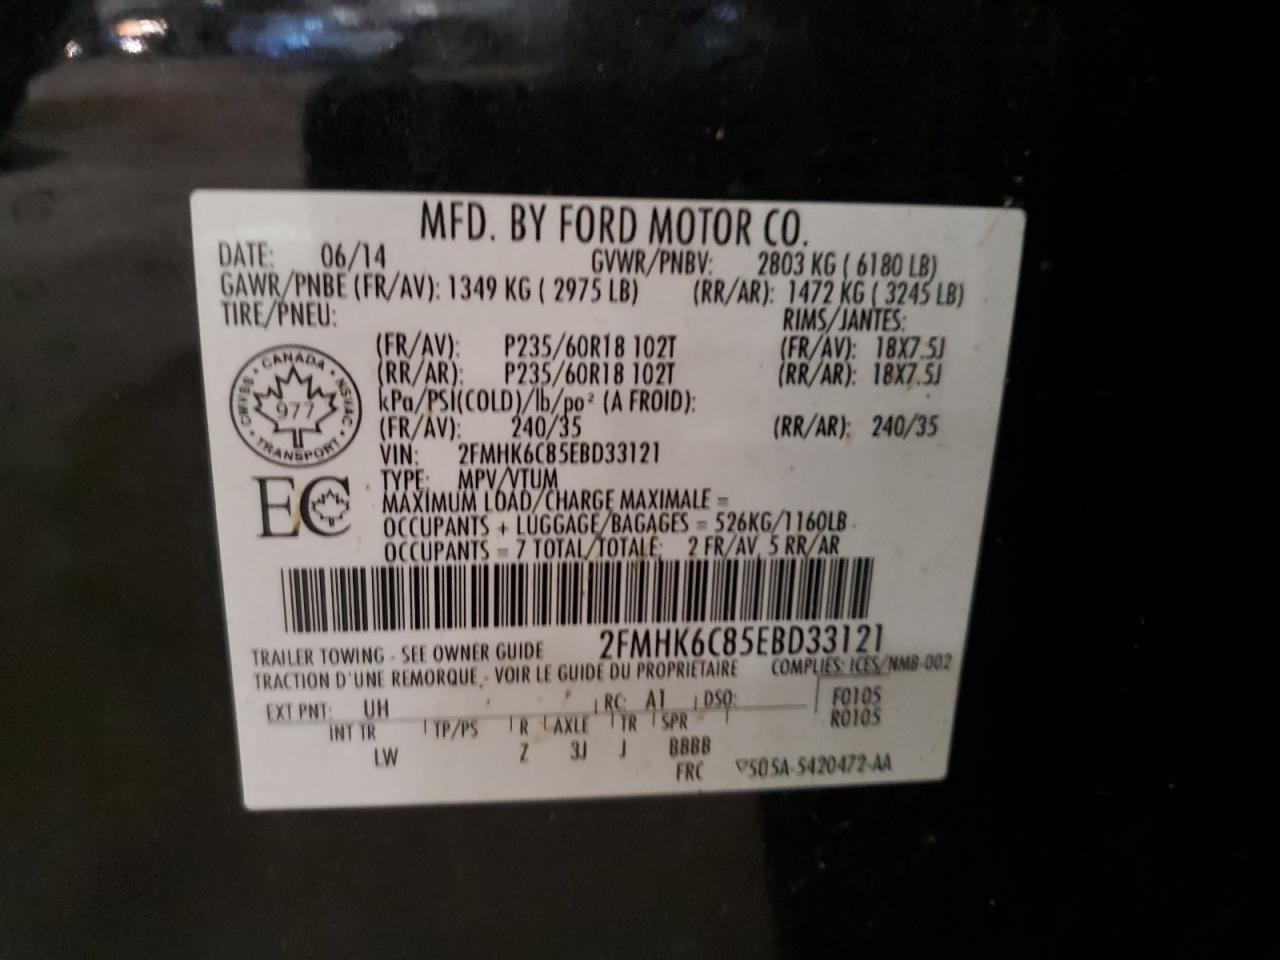 MFD. BY FORD MOTOR CO.
DATE: 06/14 GVWR/PNBV: 2803 KG ( 6180 LB)
GAWR/PNBE (FR/AV): 1349 KG ( 2975 LB) (RR/AR): 1472 KG ( 3245 LB)
TIRE/PNEU: RIMS/JANTES:
(FR/AV): P235/60R18 102T (FR/AV): 18X7.5J
(RR/AR): P235/60R18 102T (RR/AR): 18X7.5J
kPa/PSI(COLD)/lb/po² (A FROID):
(FR/AV): 240/35 (RR/AR): 240/35
CANADA
977
TRANSPORT
VIN: 2FMHK6C85EBD33121
TYPE: MPV/VTUM
EC
MAXIMUM LOAD/CHARGE MAXIMALE =
OCCUPANTS + LUGGAGE/BAGAGES = 526KG/1160LB
OCCUPANTS = 7 TOTAL/TOTALE; 2 FR/AV, 5 RR/AR
2FMHK6C85EBD33121
TRAILER TOWING - SEE OWNER GUIDE
TRACTION D'UNE REMORQUE - VOIR LE GUIDE DU PROPRIETAIRE COMPLIES: ICES/NMB-002
EXT PNT: UH RC: A1 DSO: F0105
INT TR TP/PS R AXLE TR SPR R0105
LW Z 3J J BBBB
FRC 505A-5420472-AA